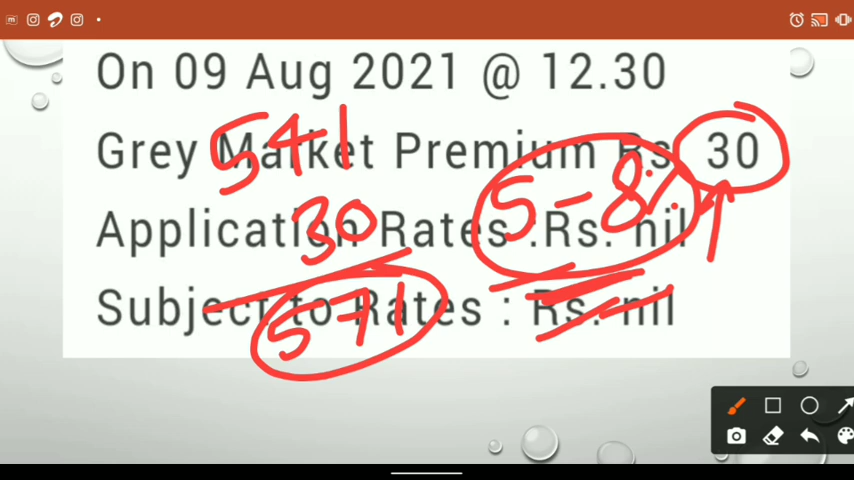 On 09 Aug 2021 @ 12.30
541
Grey Market Premium Rs 30
5-8%
30
Application Rates :Rs. nil
571
Subject to Rates : Rs. nil